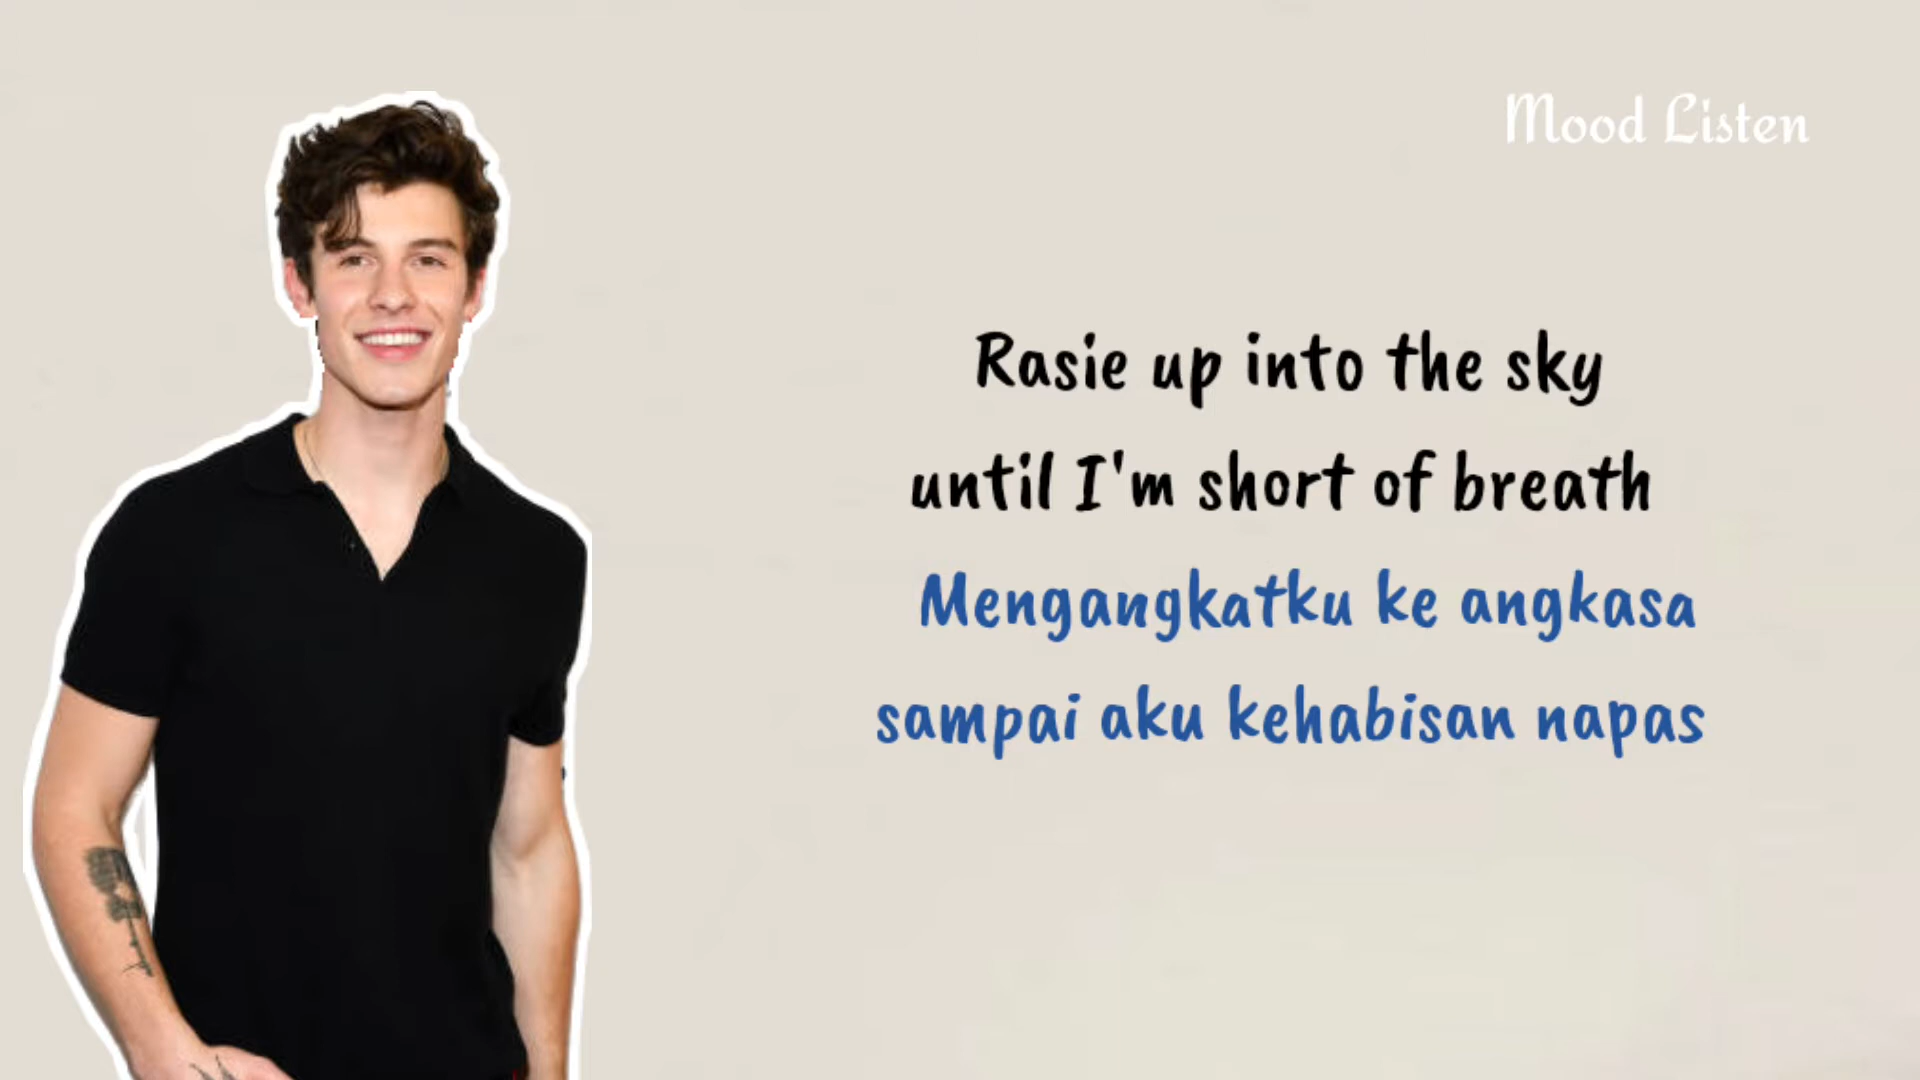 Mood Listen
Rasie up into the sky
until I'm short of breath
Mengangkatku ke angkasa
sampai aku kehabisan napas